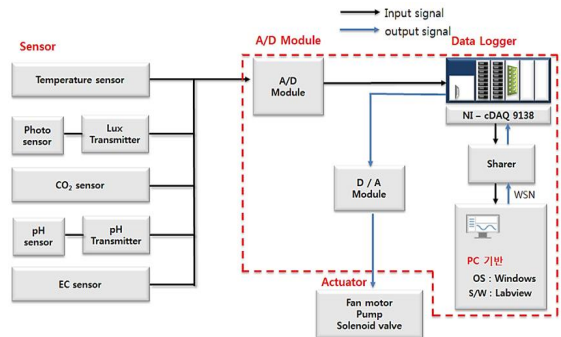 Input signal
output signal
Sensor
A/D Module
Data Logger
Temperature sensor
A/D
Module
Photo
sensor
Lux
Transmitter
NI – cDAQ 9138
CO₂ sensor
Sharer
D / A
Module
WSN
pH
sensor
pH
Transmitter
PC 기반
OS : Windows
S/W : Labview
EC sensor
Actuator
Fan motor
Pump
Solenoid valve